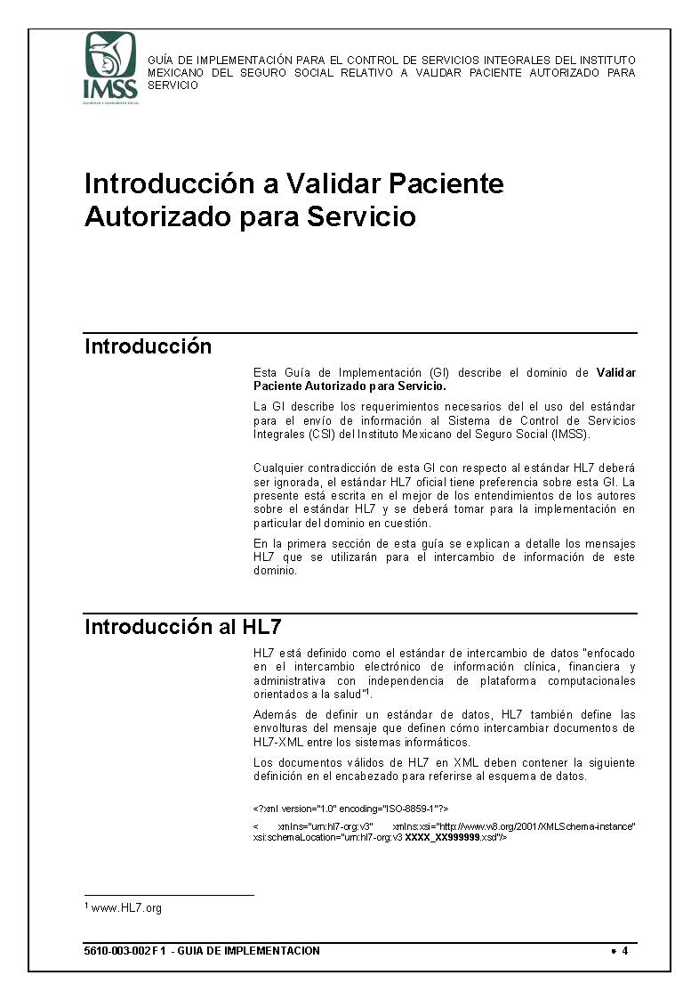 GUÍA DE IMPLEMENTACIÓN PARA EL CONTROL DE SERVICIOS INTEGRALES DEL INSTITUTO
MEXICANO DEL SEGURO SOCIAL RELATIVO A VALIDAR PACIENTE AUTORIZADO PARA
SERVICIO
IMSS
SEGURIDAD Y SOLIDARIDAD SOCIAL
Introducción a Validar Paciente
Autorizado para Servicio
Introducción
Esta Guía de Implementación (GI) describe el dominio de Validar
Paciente Autorizado para Servicio.
La GI describe los requerimientos necesarios del el uso del estándar
para el envío de información al Sistema de Control de Servicios
Integrales (CSI) del Instituto Mexicano del Seguro Social (IMSS).
Cualquier contradicción de esta GI con respecto al estándar HL7 deberá
ser ignorada, el estándar HL7 oficial tiene preferencia sobre esta GI. La
presente está escrita en el mejor de los entendimientos de los autores
sobre el estándar HL7 y se deberá tomar para la implementación en
particular del dominio en cuestión.
En la primera sección de esta guía se explican a detalle los mensajes
HL7 que se utilizarán para el intercambio de información de este
dominio.
Introducción al HL7
HL7 está definido como el estándar de intercambio de datos "enfocado
en el intercambio electrónico de información clínica, financiera y
administrativa con independencia de plataforma computacionales
orientados a la salud"¹.
Además de definir un estándar de datos, HL7 también define las
envolturas del mensaje que definen cómo intercambiar documentos de
HL7-XML entre los sistemas informáticos.
Los documentos válidos de HL7 en XML deben contener la siguiente
definición en el encabezado para referirse al esquema de datos.
<?xml version="1.0" encoding="ISO-8859-1"?>
< xmlns="urn:hl7-org:v3" xmlns:xsi="http://www.w8.org/2001/XMLSchema-instance"
xsi:schemaLocation="urn:hl7-org:v3 XXXX_XX999999.xsd"/>
¹ www.HL7.org
5610-003-002 F 1 - GUIA DE IMPLEMENTACION • 4